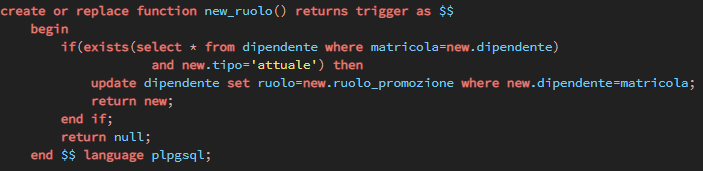 create or replace function new_ruolo() returns trigger as $$
    begin
        if(exists(select * from dipendente where matricola=new.dipendente)
                    and new.tipo='attuale') then
            update dipendente set ruolo=new.ruolo_promozione where new.dipendente=matricola;
            return new;
        end if;
        return null;
    end $$ language plpgsql;